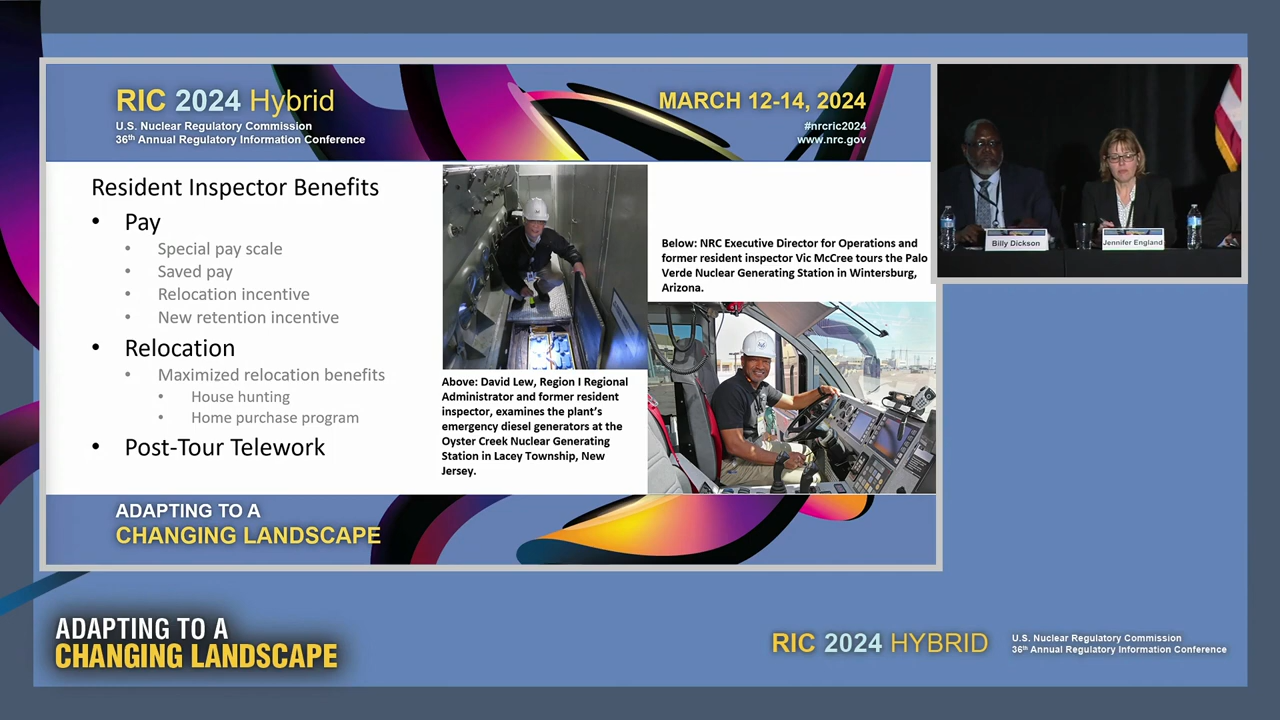 RIC 2024 Hybrid
U.S. Nuclear Regulatory Commission
36th Annual Regulatory Information Conference
MARCH 12-14, 2024
#nrcric2024
www.nrc.gov
Resident Inspector Benefits
• Pay
• Special pay scale
• Saved pay
• Relocation incentive
• New retention incentive
• Relocation
• Maximized relocation benefits
• House hunting
• Home purchase program
• Post-Tour Telework
Above: David Lew, Region I Regional
Administrator and former resident
inspector, examines the plant's
emergency diesel generators at the
Oyster Creek Nuclear Generating
Station in Lacey Township, New
Jersey.
Below: NRC Executive Director for Operations and
former resident inspector Vic McCree tours the Palo
Verde Nuclear Generating Station in Wintersburg,
Arizona.
ADAPTING TO A
CHANGING LANDSCAPE
Billy Dickson
Jennifer England
ADAPTING TO A
CHANGING LANDSCAPE
RIC 2024 HYBRID
U.S. Nuclear Regulatory Commission
36th Annual Regulatory Information Conference